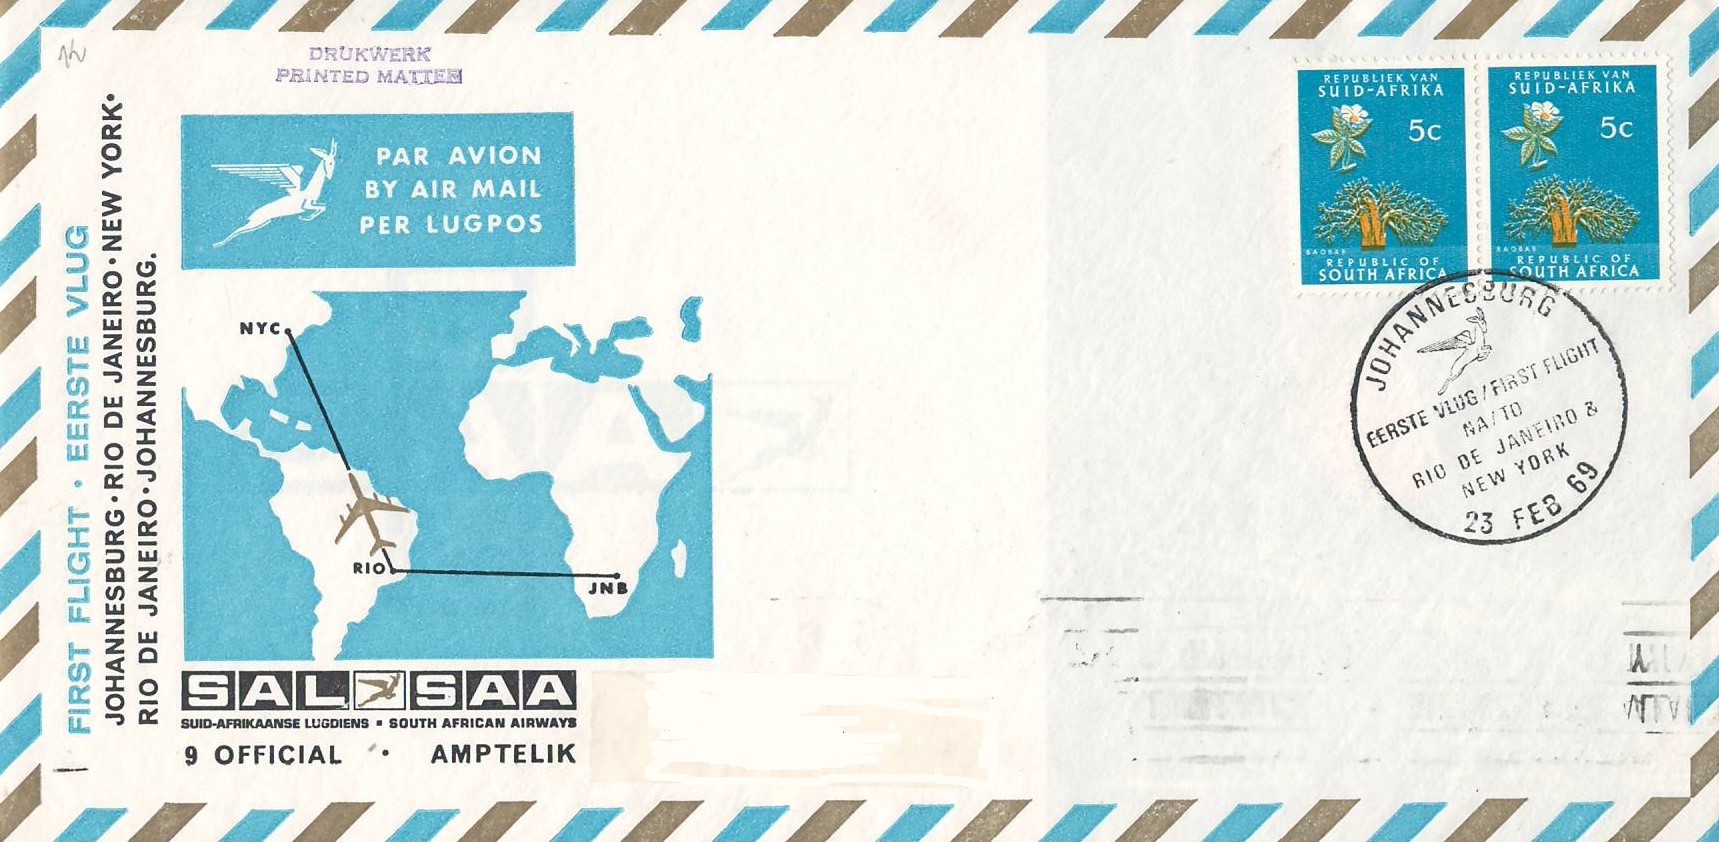 DRUKWERK
PRINTED MATTER
PAR AVION
BY AIR MAIL
PER LUGPOS
FIRST FLIGHT · EERSTE VLUG
JOHANNESBURG · RIO DE JANEIRO · NEW YORK ·
RIO DE JANEIRO · JOHANNESBURG.
NYC
RIO
JNB
SAL SAA
SUID-AFRIKAANSE LUGDIENS • SOUTH AFRICAN AIRWAYS
9 OFFICIAL · AMPTELIK
REPUBLIEK VAN
SUID-AFRIKA
5c
BAOBAB
REPUBLIC OF
SOUTH AFRICA
REPUBLIEK VAN
SUID-AFRIKA
5c
BAOBAB
REPUBLIC OF
SOUTH AFRICA
JOHANNESBURG
EERSTE VLUG/FIRST FLIGHT
NA/TO
RIO DE JANEIRO &
NEW YORK
23 FEB 69